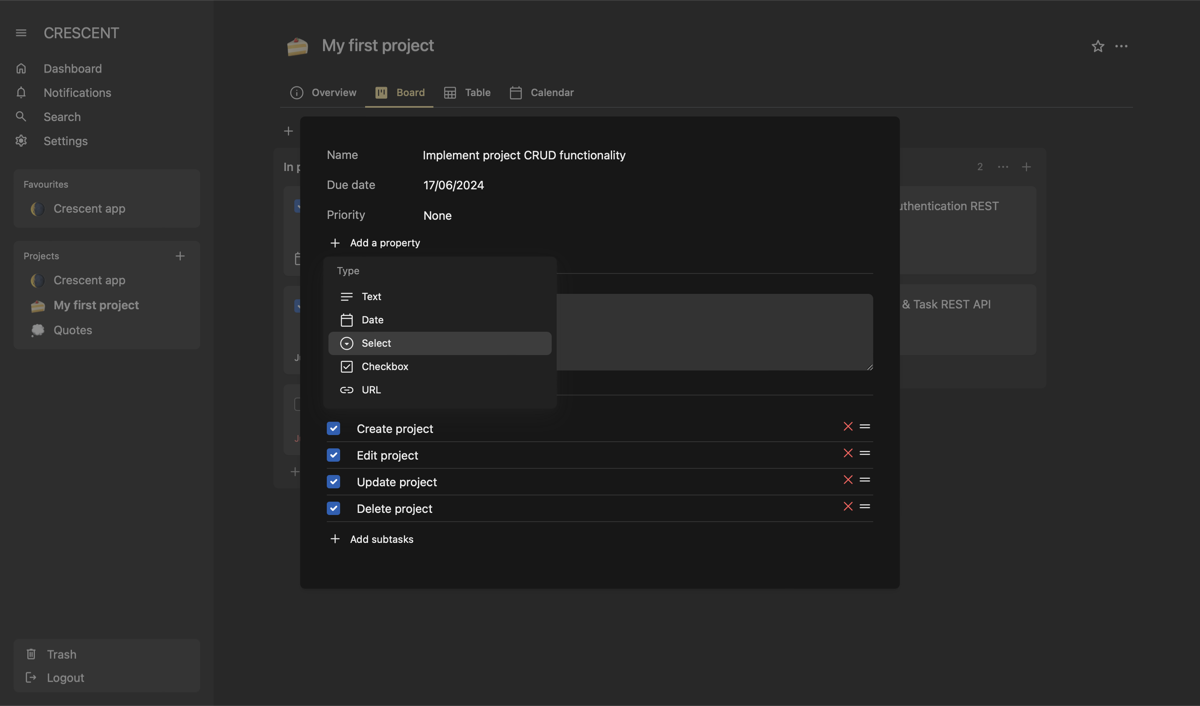 CRESCENT
Dashboard
Notifications
Search
Settings
Favourites
Crescent app
Projects
Crescent app
My first project
Quotes
Trash
Logout
My first project
Overview
Board
Table
Calendar
In p
2
uthentication REST
& Task REST API
Name
Implement project CRUD functionality
Due date
17/06/2024
Priority
None
Add a property
Type
Text
Date
Select
Checkbox
URL
Create project
Edit project
Update project
Delete project
Add subtasks